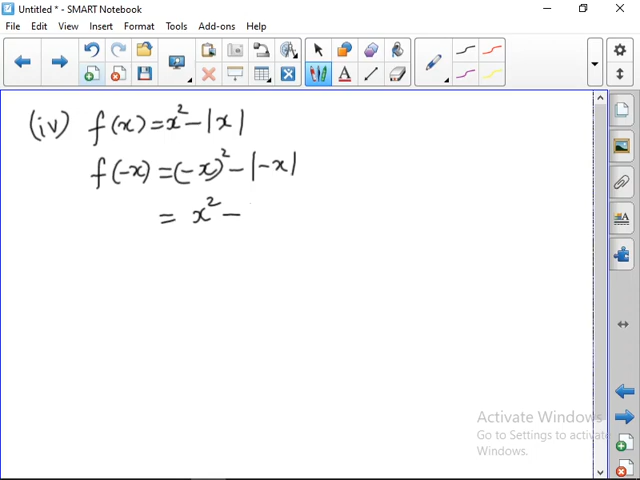 Untitled * - SMART Notebook
File Edit View Insert Format Tools Add-ons Help
(iv) f(x) = x² - |x|
f(-x) = (-x)² - |-x|
= x² -
Activate Windows
Go to Settings to activate
Windows.